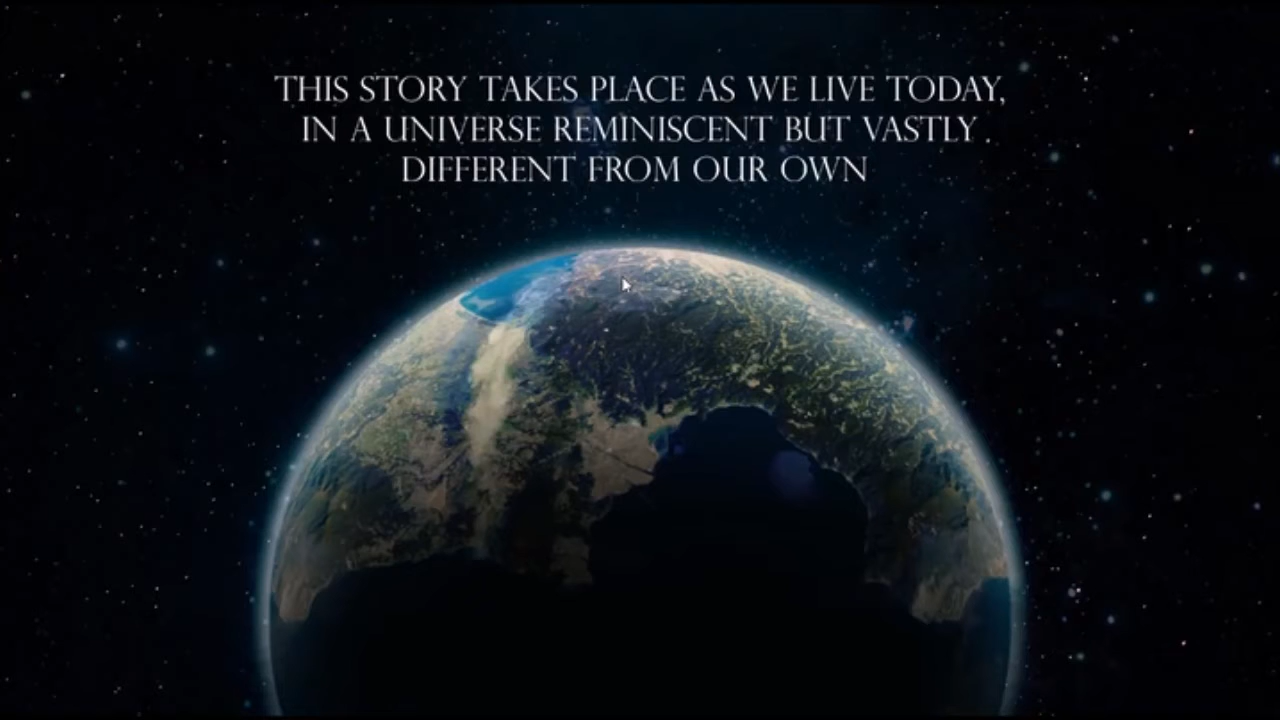 THIS STORY TAKES PLACE AS WE LIVE TODAY,
IN A UNIVERSE REMINISCENT BUT VASTLY
DIFFERENT FROM OUR OWN